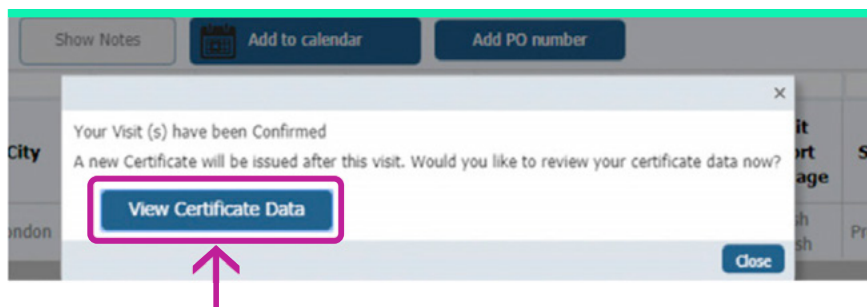 Show Notes
Add to calendar
Add PO number
×
Your Visit (s) have been Confirmed
A new Certificate will be issued after this visit. Would you like to review your certificate data now?
View Certificate Data
Close
City